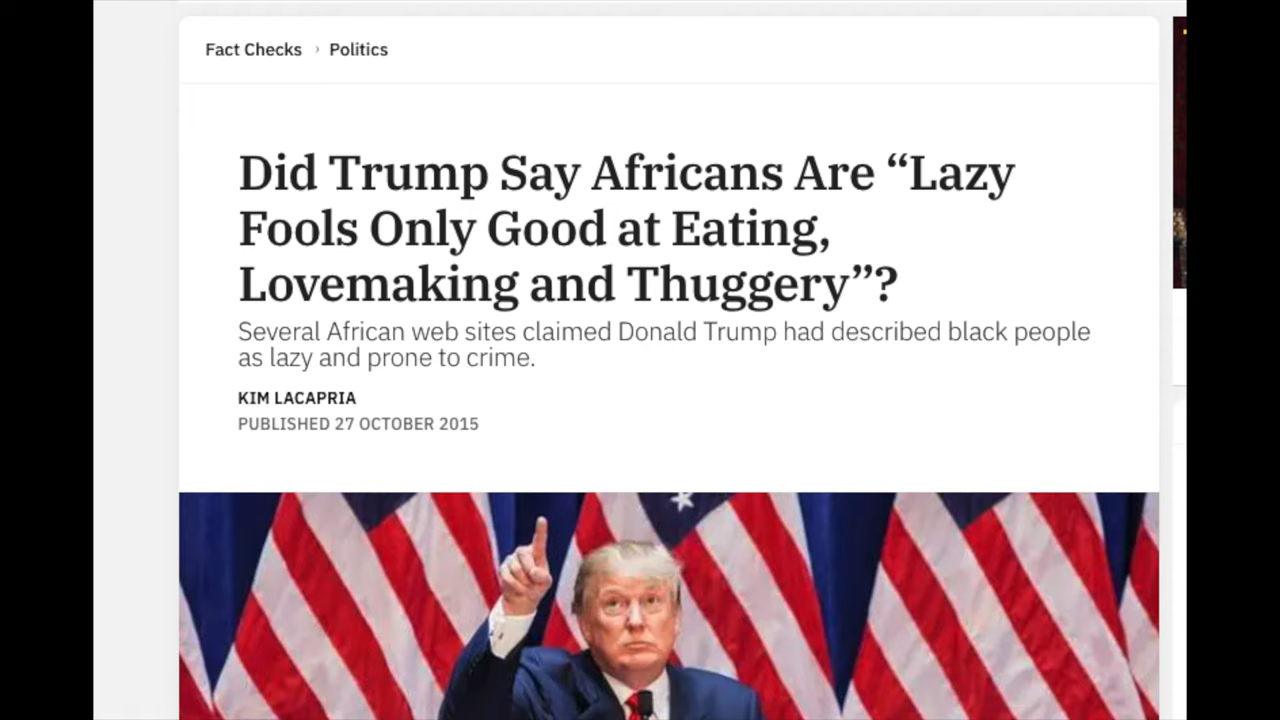 Fact Checks › Politics
Did Trump Say Africans Are “Lazy
Fools Only Good at Eating,
Lovemaking and Thuggery”?
Several African web sites claimed Donald Trump had described black people
as lazy and prone to crime.
KIM LACAPRIA
PUBLISHED 27 OCTOBER 2015